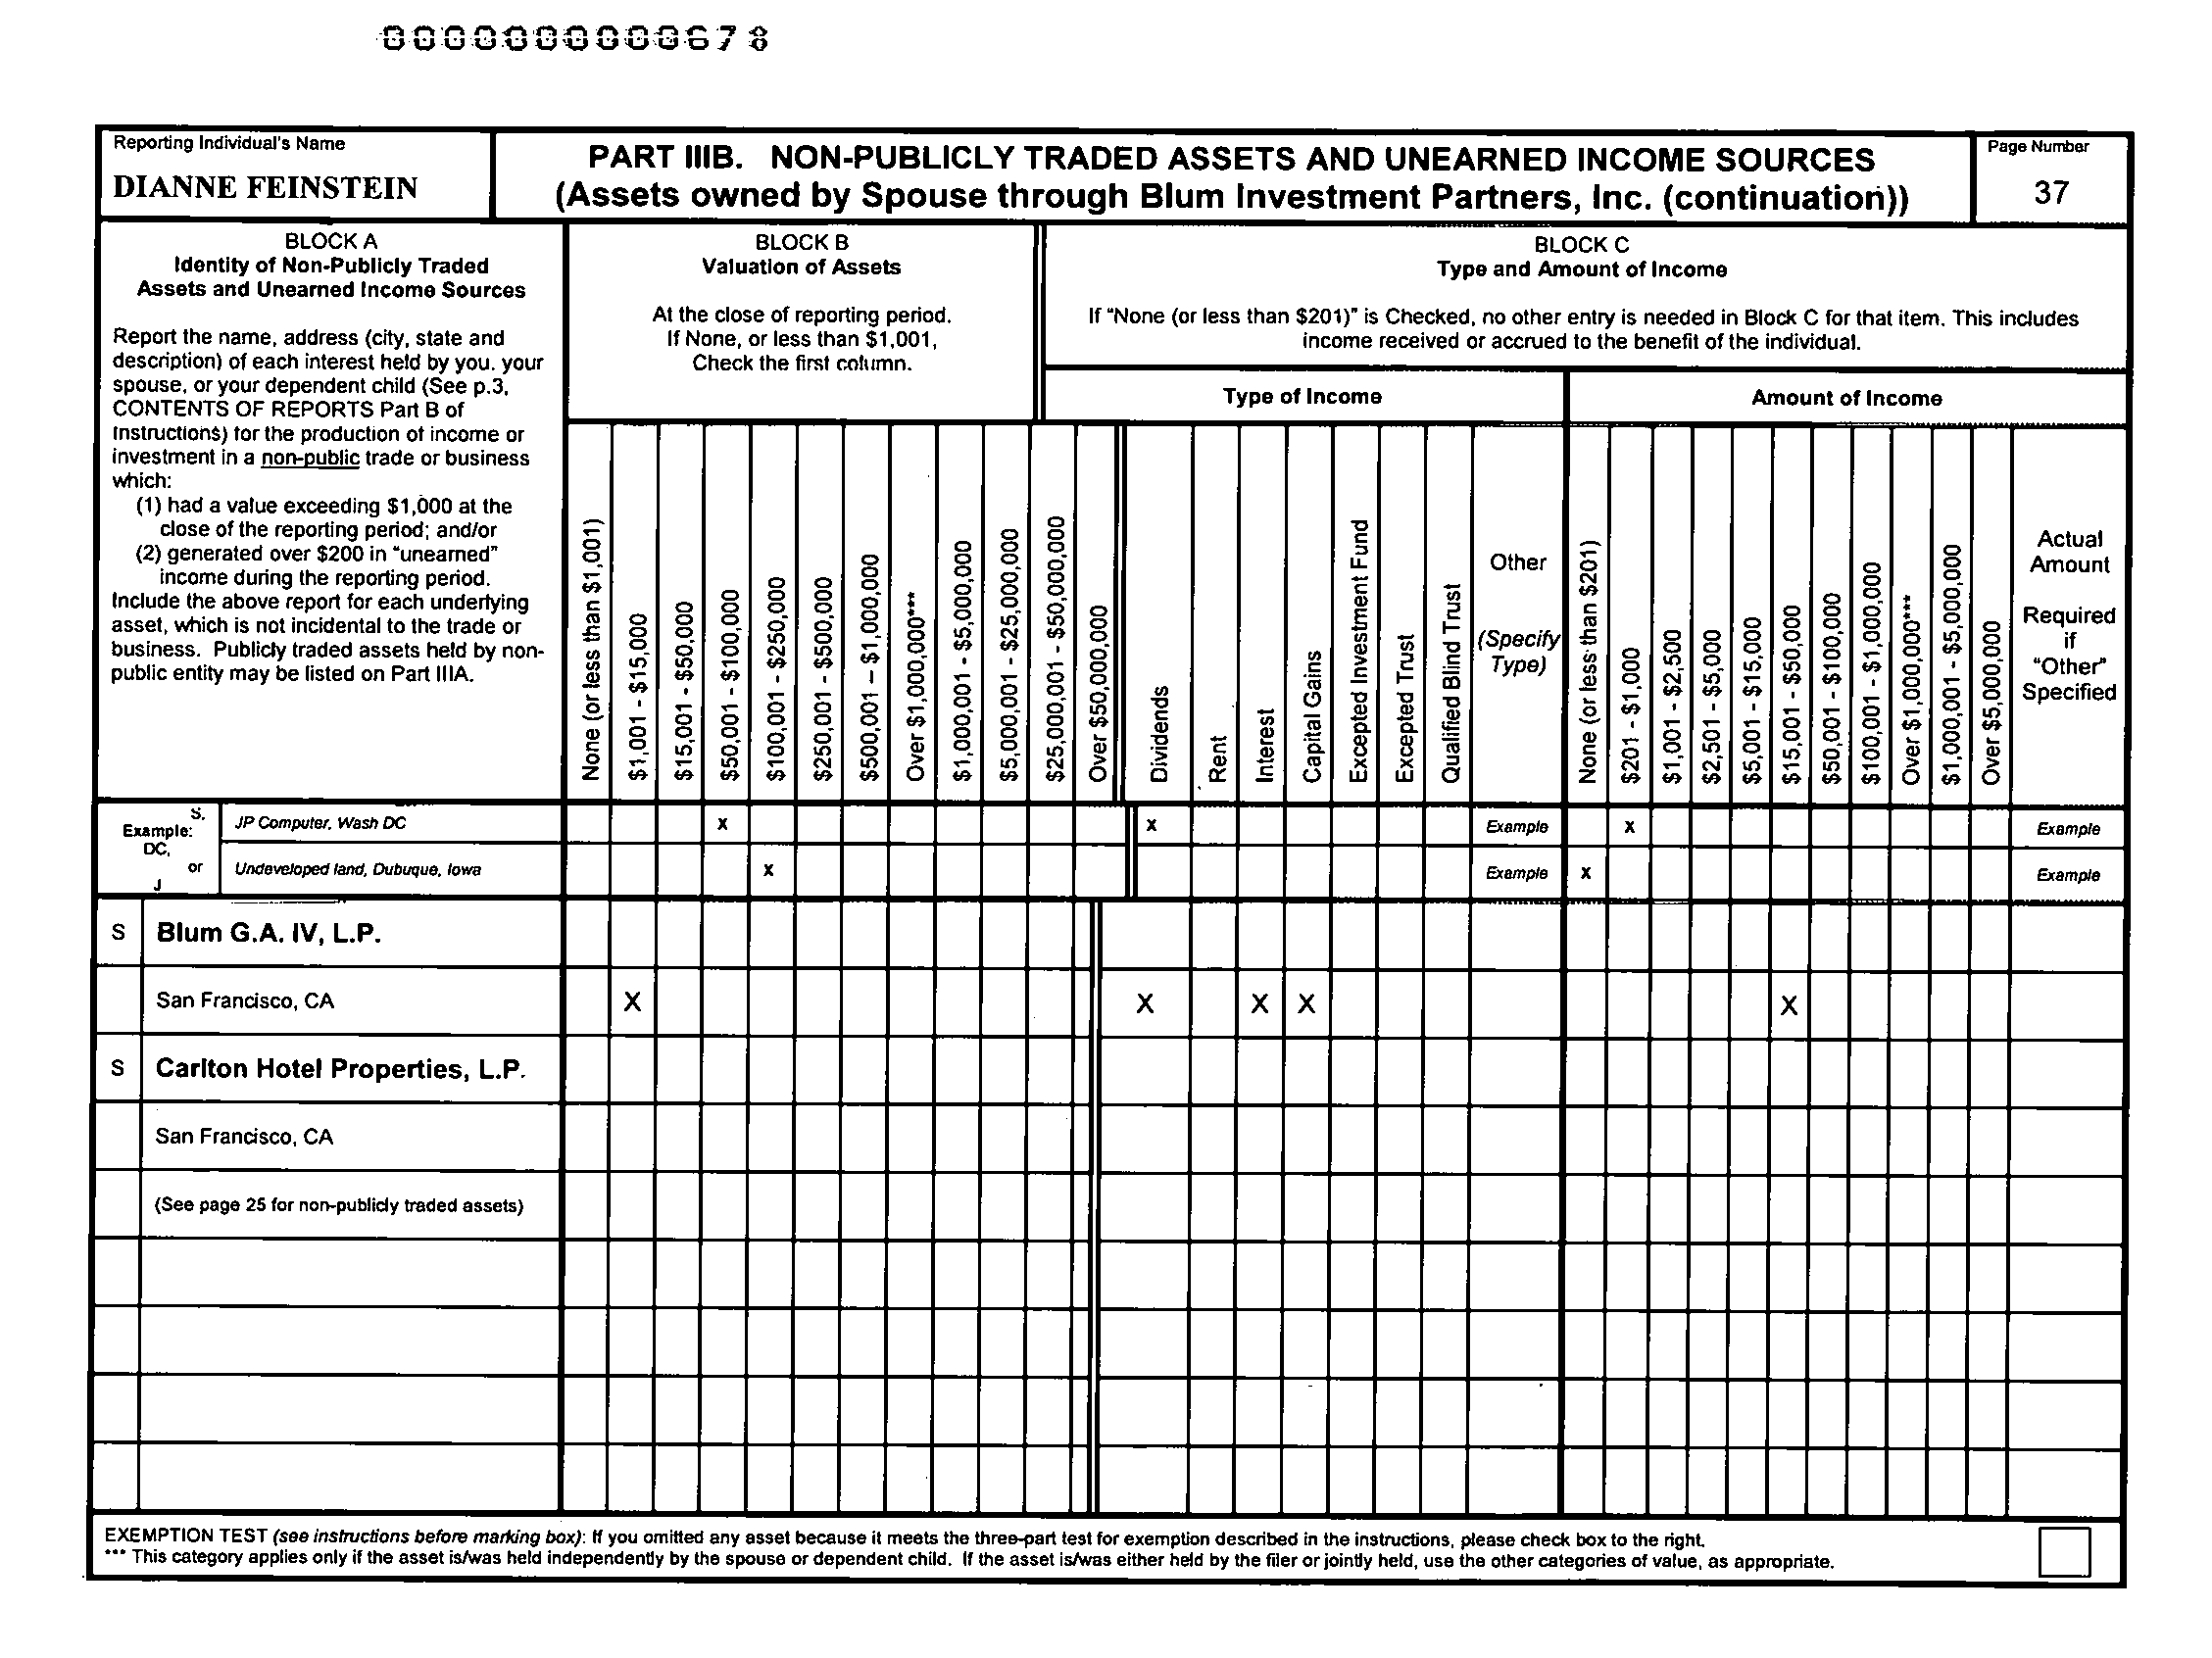 000000000678
Reporting Individual's Name
DIANNE FEINSTEIN
PART IIIB. NON-PUBLICLY TRADED ASSETS AND UNEARNED INCOME SOURCES
(Assets owned by Spouse through Blum Investment Partners, Inc. (continuation))
Page Number
37
BLOCK A
Identity of Non-Publicly Traded
Assets and Unearned Income Sources
Report the name, address (city, state and
description) of each interest held by you, your
spouse, or your dependent child (See p.3,
CONTENTS OF REPORTS Part B of
Instructions) for the production of income or
investment in a non-public trade or business
which:
(1) had a value exceeding $1,000 at the
close of the reporting period; and/or
(2) generated over $200 in "unearned"
income during the reporting period.
Include the above report for each underlying
asset, which is not incidental to the trade or
business. Publicly traded assets held by non-
public entity may be listed on Part IIIA.
BLOCK B
Valuation of Assets
At the close of reporting period.
If None, or less than $1,001,
Check the first column.
BLOCK C
Type and Amount of Income
If "None (or less than $201)" is Checked, no other entry is needed in Block C for that item. This includes
income received or accrued to the benefit of the individual.
Type of Income
Amount of Income
None (or less than $1,001)
$1,001 - $15,000
$15,001 - $50,000
$50,001 - $100,000
$100,001 - $250,000
$250,001 - $500,000
$500,001 – $1,000,000
Over $1,000,000***
$1,000,001 - $5,000,000
$5,000,001 - $25,000,000
$25,000,001 - $50,000,000
Over $50,000,000
Dividends
Rent
Interest
Capital Gains
Excepted Investment Fund
Excepted Trust
Qualified Blind Trust
Other
(Specify
Type)
None (or less than $201)
$201 - $1,000
$1,001 - $2,500
$2,501 - $5,000
$5,001 - $15,000
$15,001 - $50,000
$50,001 - $100,000
$100,001 - $1,000,000
Over $1,000,000***
$1,000,001 - $5,000,000
Over $5,000,000
Actual
Amount
Required
if
"Other"
Specified
S,
Example:
DC,
or
J
JP Computer, Wash DC X X Example X Example
Undeveloped land, Dubuque, Iowa X Example X Example
S Blum G.A. IV, L.P.
San Francisco, CA X X X X X
S Carlton Hotel Properties, L.P.
San Francisco, CA
(See page 25 for non-publicly traded assets)
EXEMPTION TEST (see instructions before marking box): If you omitted any asset because it meets the three-part test for exemption described in the instructions, please check box to the right.
*** This category applies only if the asset is/was held independently by the spouse or dependent child. If the asset is/was either held by the filer or jointly held, use the other categories of value, as appropriate.